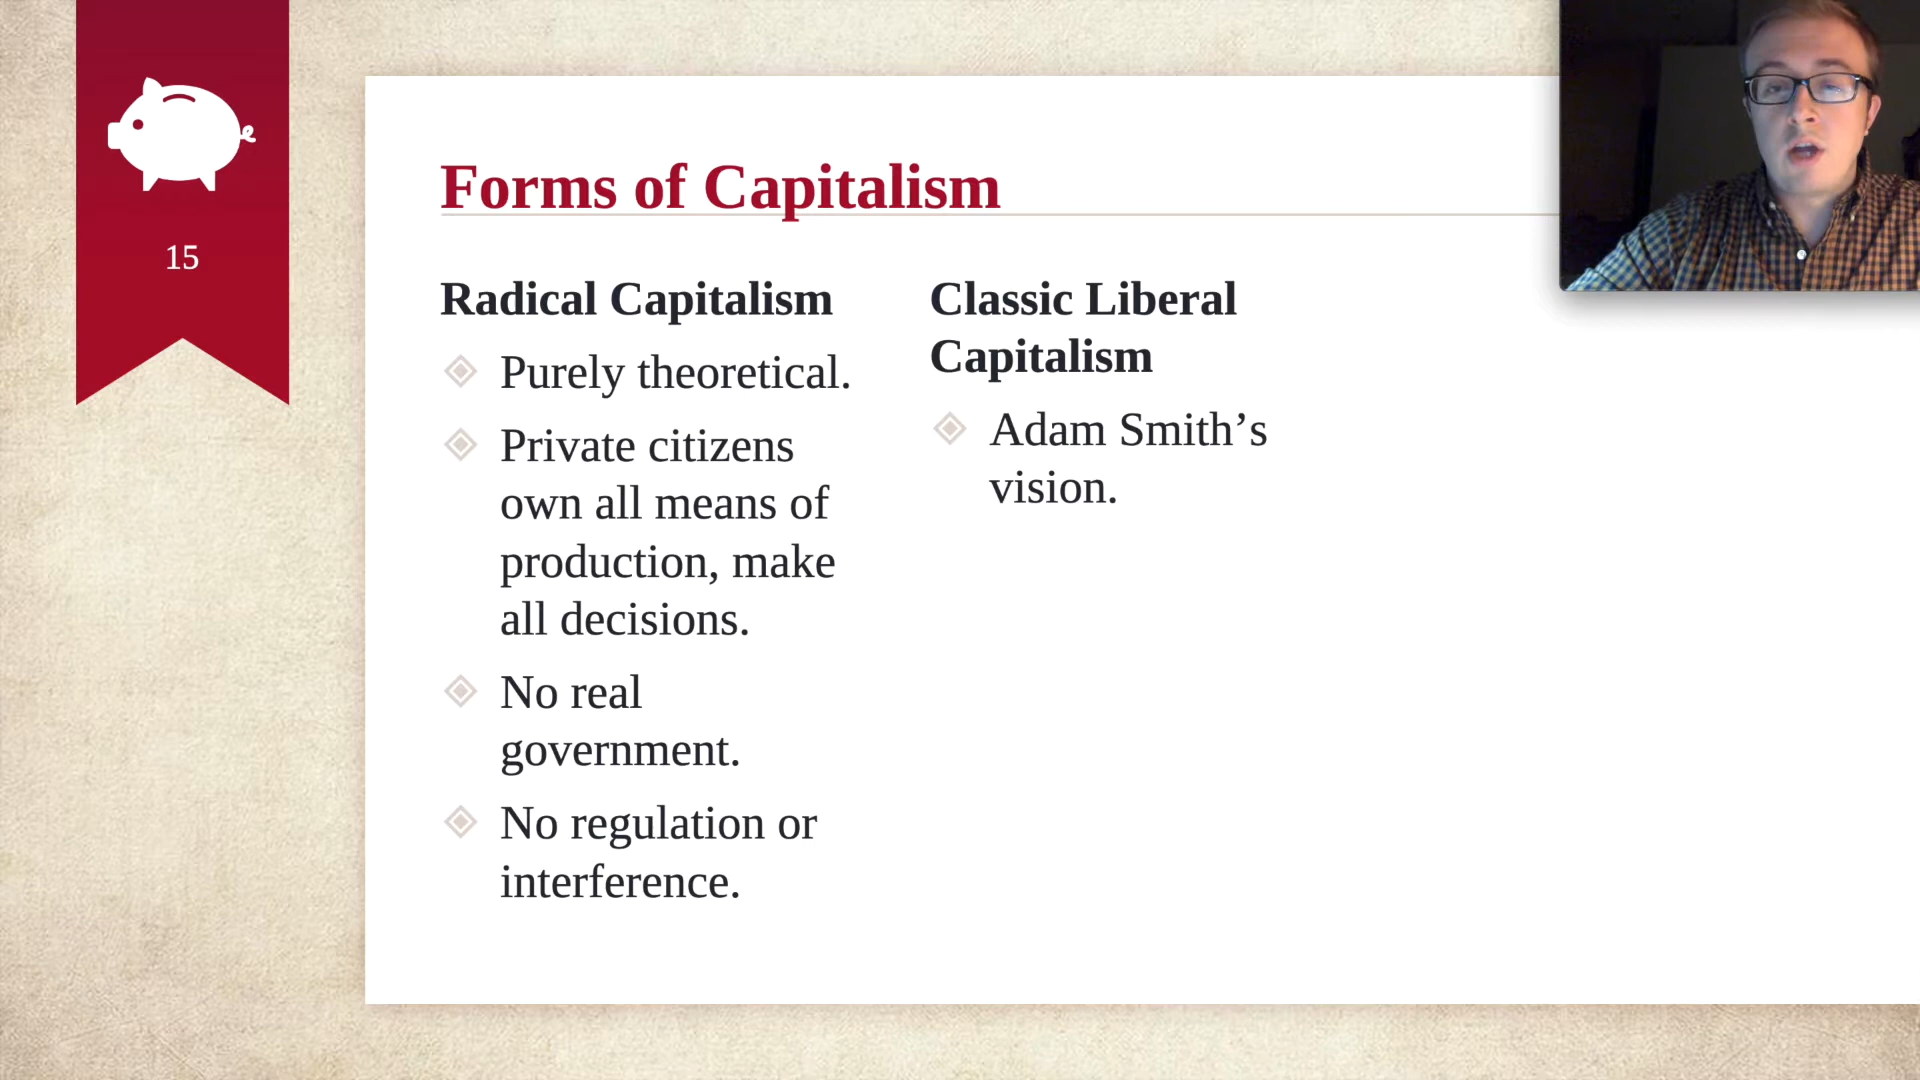 15
Forms of Capitalism
Radical Capitalism
Purely theoretical.
Private citizens
own all means of
production, make
all decisions.
No real
government.
No regulation or
interference.
Classic Liberal
Capitalism
Adam Smith’s
vision.